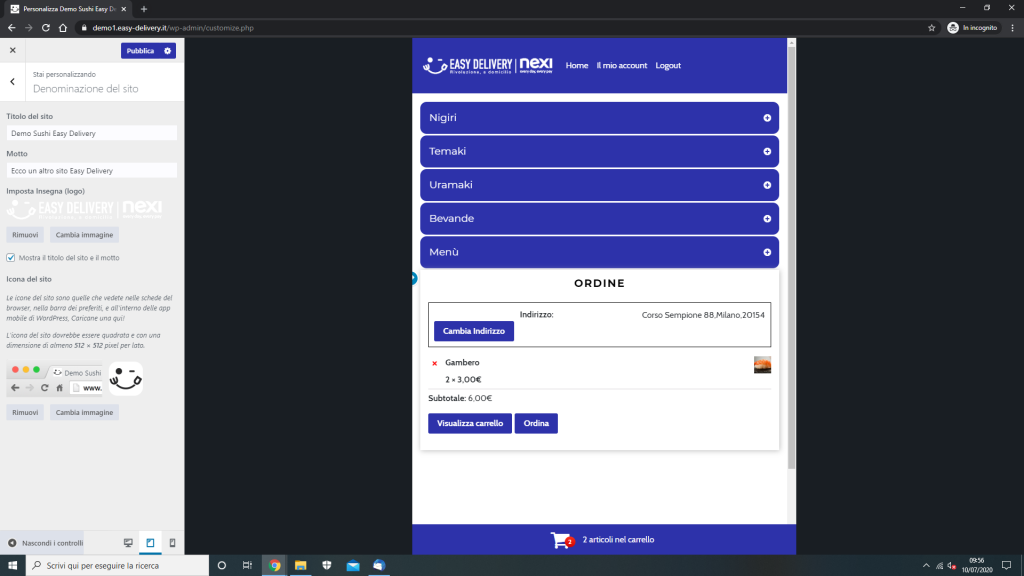 Personalizza Demo Sushi Easy D
demo1.easy-delivery.it/wp-admin/customize.php
In incognito
Pubblica
Stai personalizzando
Denominazione del sito
Titolo del sito
Demo Sushi Easy Delivery
Motto
Ecco un altro sito Easy Delivery
Imposta Insegna (logo)
EASY DELIVERY nexi
Rivoluzione, a domicilio
Rimuovi
Cambia immagine
Mostra il titolo del sito e il motto
Icona del sito
Le icone del sito sono quelle che vedete nelle schede del
browser, nella barra dei preferiti, e all'interno delle app
mobile di WordPress, Caricane una qui!
L'icona del sito dovrebbe essere quadrata e con una
dimensione di almeno 512 × 512 pixel per lato.
Demo Sushi
www.
Rimuovi
Cambia immagine
Nascondi i controlli
EASY DELIVERY nexi
Rivoluzione, a domicilio
every day, every pay
Home
Il mio account
Logout
Nigiri
Temaki
Uramaki
Bevande
Menù
ORDINE
Indirizzo:
Corso Sempione 88,Milano,20154
Cambia Indirizzo
Gambero
2 × 3,00€
Subtotale: 6,00€
Visualizza carrello
Ordina
2
2 articoli nel carrello
Scrivi qui per eseguire la ricerca
09:56
10/07/2020